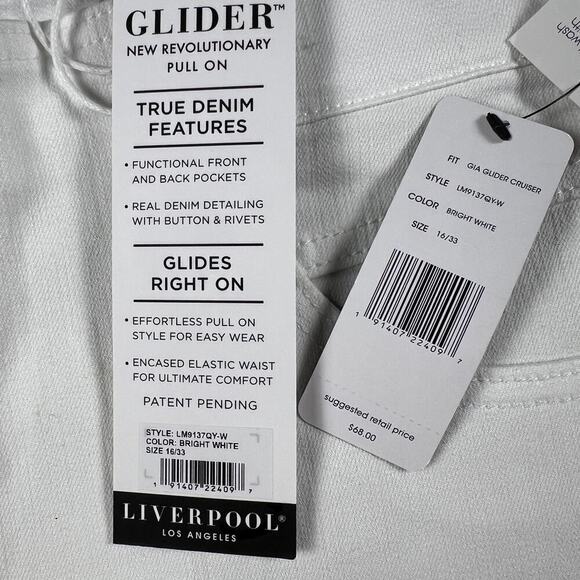 GLIDER™
NEW REVOLUTIONARY
PULL ON
TRUE DENIM
FEATURES
• FUNCTIONAL FRONT
AND BACK POCKETS
• REAL DENIM DETAILING
WITH BUTTON & RIVETS
GLIDES
RIGHT ON
• EFFORTLESS PULL ON
STYLE FOR EASY WEAR
• ENCASED ELASTIC WAIST
FOR ULTIMATE COMFORT
PATENT PENDING
STYLE: LM9137QY-W
COLOR: BRIGHT WHITE
SIZE 16/33
1 91407 22409 7
LIVERPOOL®
LOS ANGELES
FIT GIA GLIDER CRUISER
STYLE LM9137QY-W
COLOR BRIGHT WHITE
SIZE 16/33
1 91407 22409 7
suggested retail price
$68.00
wash